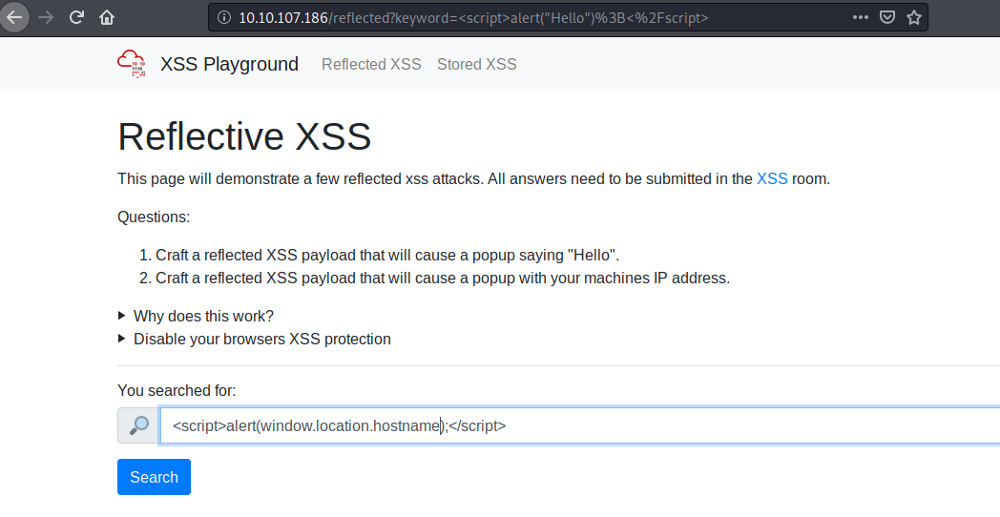 10.10.107.186/reflected?keyword=<script>alert("Hello")%3B<%2Fscript>
XSS Playground Reflected XSS Stored XSS
Reflective XSS
This page will demonstrate a few reflected xss attacks. All answers need to be submitted in the XSS room.
Questions:
1. Craft a reflected XSS payload that will cause a popup saying "Hello".
2. Craft a reflected XSS payload that will cause a popup with your machines IP address.
Why does this work?
Disable your browsers XSS protection
You searched for:
<script>alert(window.location.hostname);</script>
Search